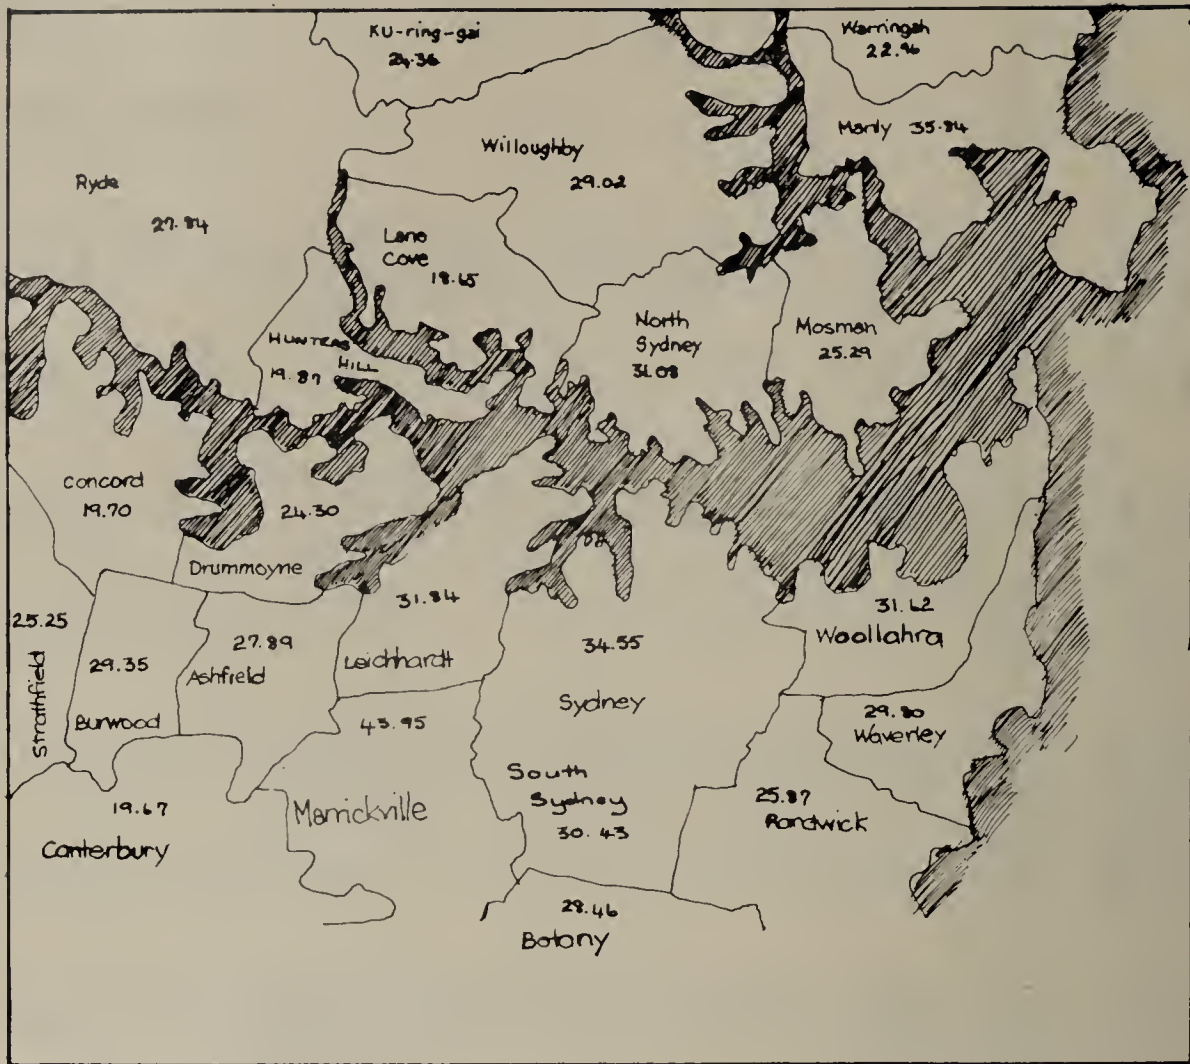 KU-ring-gai
24.36
Warringah
22.96
Manly 35.84
Willoughby
29.02
Ryde
27.84
Lane
Cove
18.65
North
Sydney
31.08
Mosman
25.29
HUNTERS
HILL
19.87
Concord
19.70
24.30
Drummoyne
25.25
Strathfield
29.35
Burwood
27.89
Ashfield
31.84
Leichhardt
34.55
Sydney
31.62
Woollahra
29.80
Waverley
43.95
Marrickville
South
Sydney
30.43
25.87
Randwick
19.67
Canterbury
28.46
Botany